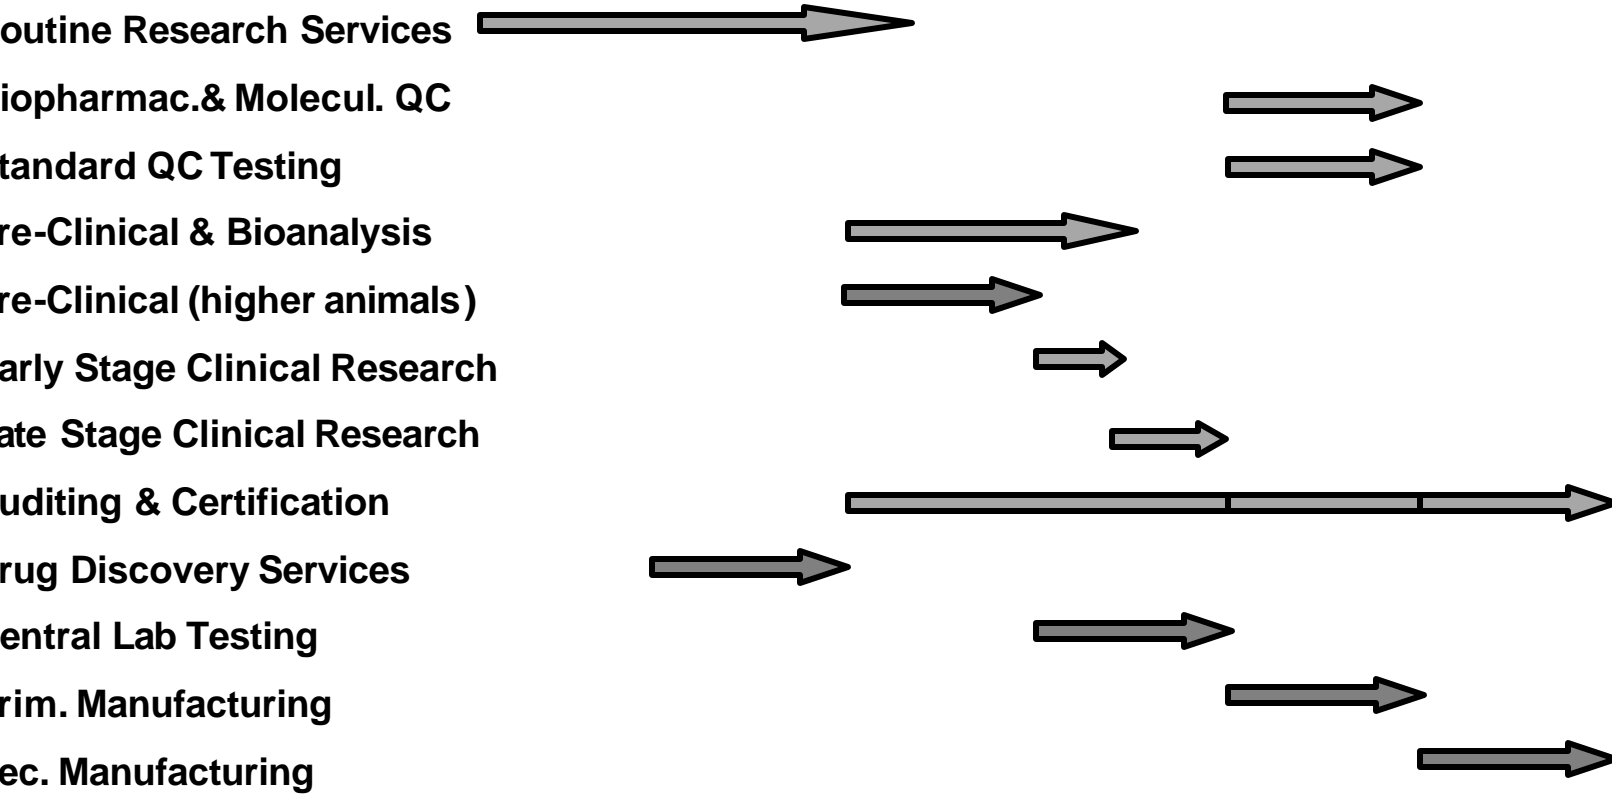 outine Research Services
iopharmac.& Molecul. QC
tandard QC Testing
re-Clinical & Bioanalysis
re-Clinical (higher animals)
arly Stage Clinical Research
ate Stage Clinical Research
uditing & Certification
rug Discovery Services
entral Lab Testing
rim. Manufacturing
ec. Manufacturing